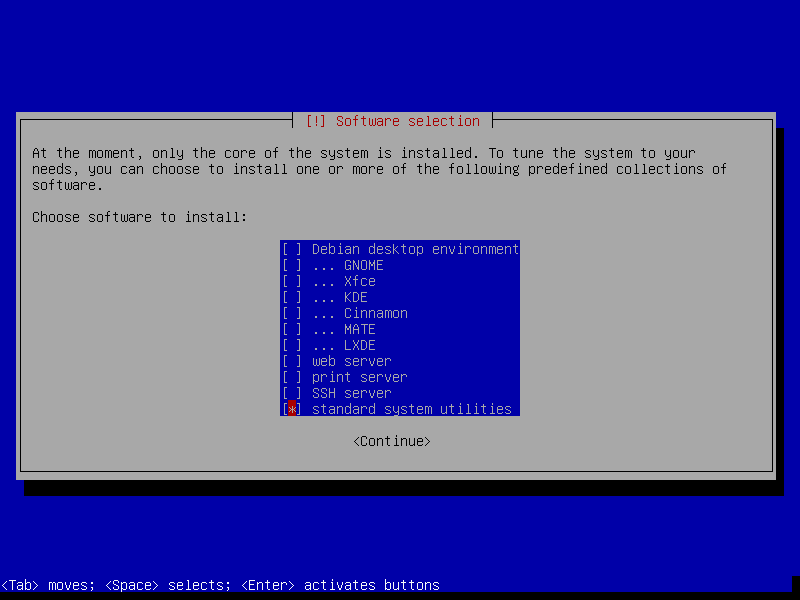 [!] Software selection
At the moment, only the core of the system is installed. To tune the system to your
needs, you can choose to install one or more of the following predefined collections of
software.
Choose software to install:
[ ] Debian desktop environment
[ ] ... GNOME
[ ] ... Xfce
[ ] ... KDE
[ ] ... Cinnamon
[ ] ... MATE
[ ] ... LXDE
[ ] web server
[ ] print server
[ ] SSH server
[*] standard system utilities
<Continue>
<Tab> moves; <Space> selects; <Enter> activates buttons